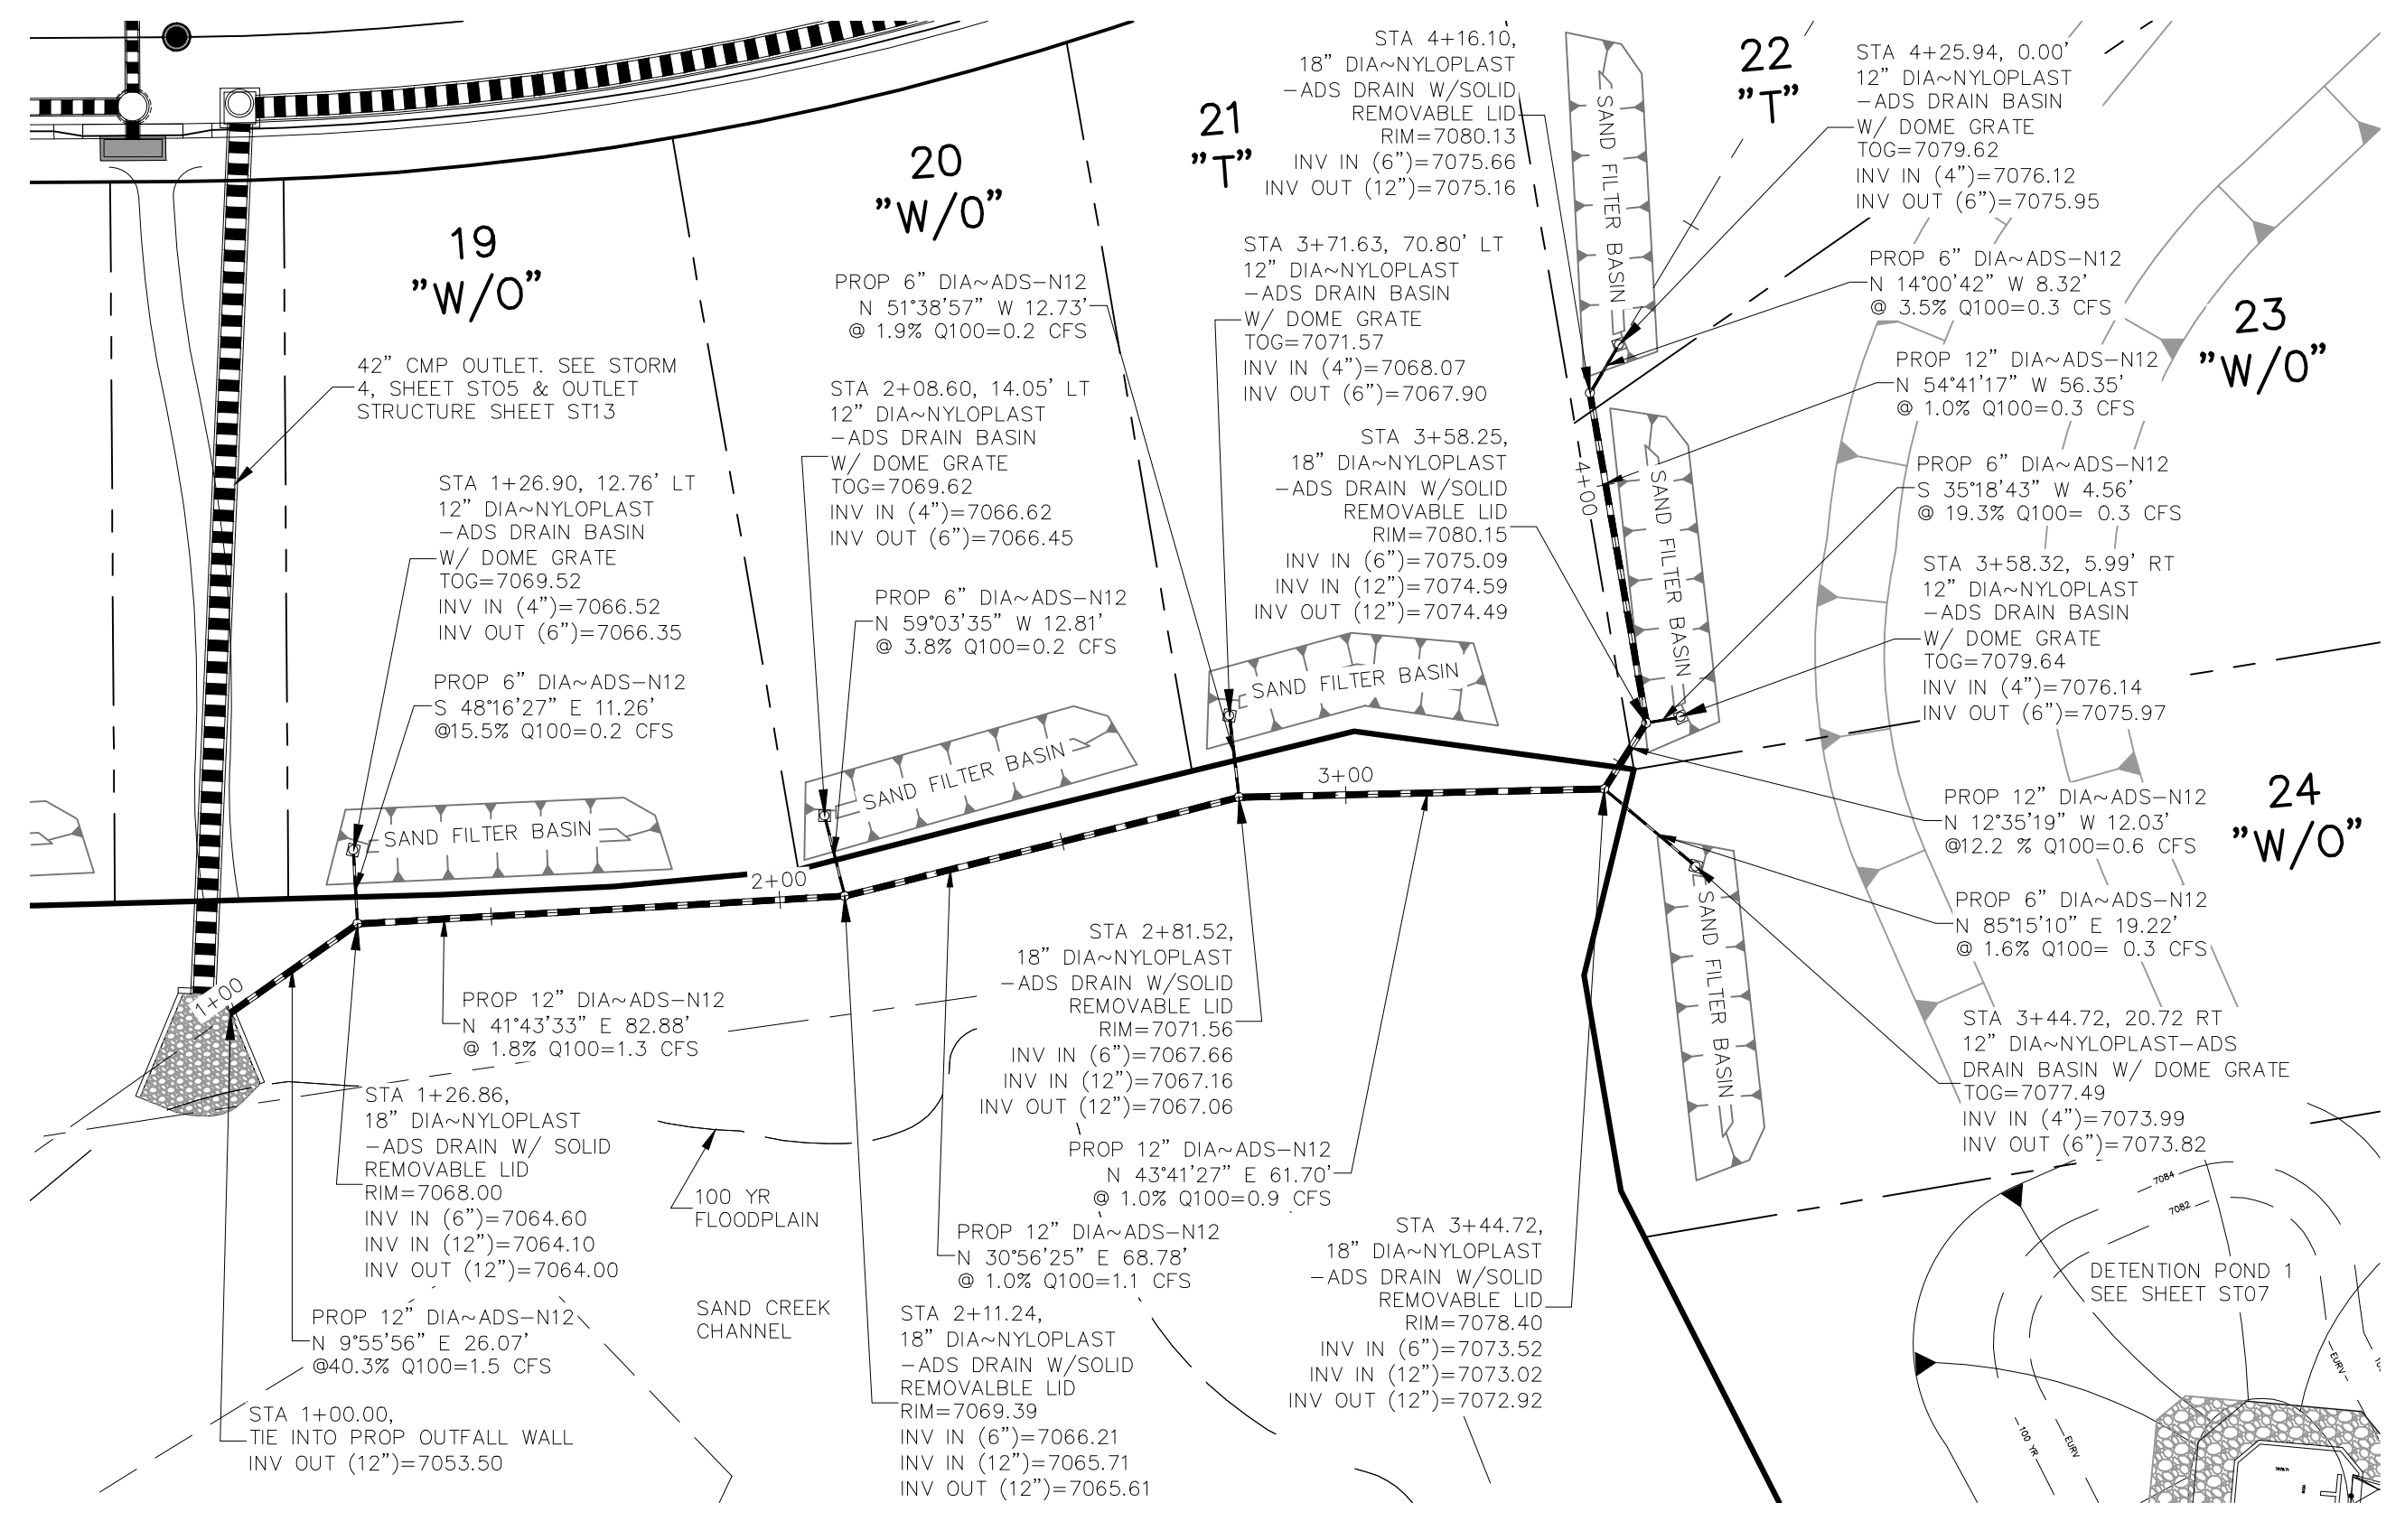 19
"W/O"
20
"W/O"
21
"T"
22
"T"
23
"W/O"
24
"W/O"
STA 4+16.10,
18" DIA~NYLOPLAST
-ADS DRAIN W/SOLID
REMOVABLE LID
RIM=7080.13
INV IN (6")=7075.66
INV OUT (12")=7075.16
STA 4+25.94, 0.00'
12" DIA~NYLOPLAST
-ADS DRAIN BASIN
W/ DOME GRATE
TOG=7079.62
INV IN (4")=7076.12
INV OUT (6")=7075.95
PROP 6" DIA~ADS-N12
N 14°00'42" W 8.32'
@ 3.5% Q100=0.3 CFS
PROP 12" DIA~ADS-N12
N 54°41'17" W 56.35'
@ 1.0% Q100=0.3 CFS
PROP 6" DIA~ADS-N12
S 35°18'43" W 4.56'
@ 19.3% Q100= 0.3 CFS
STA 3+58.32, 5.99' RT
12" DIA~NYLOPLAST
-ADS DRAIN BASIN
W/ DOME GRATE
TOG=7079.64
INV IN (4")=7076.14
INV OUT (6")=7075.97
PROP 12" DIA~ADS-N12
N 12°35'19" W 12.03'
@12.2 % Q100=0.6 CFS
PROP 6" DIA~ADS-N12
N 85°15'10" E 19.22'
@ 1.6% Q100= 0.3 CFS
STA 3+44.72, 20.72 RT
12" DIA~NYLOPLAST-ADS
DRAIN BASIN W/ DOME GRATE
TOG=7077.49
INV IN (4")=7073.99
INV OUT (6")=7073.82
STA 3+71.63, 70.80' LT
12" DIA~NYLOPLAST
-ADS DRAIN BASIN
W/ DOME GRATE
TOG=7071.57
INV IN (4")=7068.07
INV OUT (6")=7067.90
STA 3+58.25,
18" DIA~NYLOPLAST
-ADS DRAIN W/SOLID
REMOVABLE LID
RIM=7080.15
INV IN (6")=7075.09
INV IN (12")=7074.59
INV OUT (12")=7074.49
PROP 6" DIA~ADS-N12
N 51°38'57" W 12.73'
@ 1.9% Q100=0.2 CFS
STA 2+08.60, 14.05' LT
12" DIA~NYLOPLAST
-ADS DRAIN BASIN
W/ DOME GRATE
TOG=7069.62
INV IN (4")=7066.62
INV OUT (6")=7066.45
PROP 6" DIA~ADS-N12
N 59°03'35" W 12.81'
@ 3.8% Q100=0.2 CFS
42" CMP OUTLET. SEE STORM
4, SHEET ST05 & OUTLET
STRUCTURE SHEET ST13
STA 1+26.90, 12.76' LT
12" DIA~NYLOPLAST
-ADS DRAIN BASIN
W/ DOME GRATE
TOG=7069.52
INV IN (4")=7066.52
INV OUT (6")=7066.35
PROP 6" DIA~ADS-N12
S 48°16'27" E 11.26'
@15.5% Q100=0.2 CFS
SAND FILTER BASIN
SAND FILTER BASIN
SAND FILTER BASIN
SAND FILTER BASIN
SAND FILTER BASIN
SAND FILTER BASIN
1+00
2+00
3+00
4+00
PROP 12" DIA~ADS-N12
N 41°43'33" E 82.88'
@ 1.8% Q100=1.3 CFS
STA 1+26.86,
18" DIA~NYLOPLAST
-ADS DRAIN W/ SOLID
REMOVABLE LID
RIM=7068.00
INV IN (6")=7064.60
INV IN (12")=7064.10
INV OUT (12")=7064.00
PROP 12" DIA~ADS-N12
N 9°55'56" E 26.07'
@40.3% Q100=1.5 CFS
STA 1+00.00,
TIE INTO PROP OUTFALL WALL
INV OUT (12")=7053.50
100 YR
FLOODPLAIN
SAND CREEK
CHANNEL
STA 2+81.52,
18" DIA~NYLOPLAST
-ADS DRAIN W/SOLID
REMOVABLE LID
RIM=7071.56
INV IN (6")=7067.66
INV IN (12")=7067.16
INV OUT (12")=7067.06
PROP 12" DIA~ADS-N12
N 43°41'27" E 61.70'
@ 1.0% Q100=0.9 CFS
PROP 12" DIA~ADS-N12
N 30°56'25" E 68.78'
@ 1.0% Q100=1.1 CFS
STA 2+11.24,
18" DIA~NYLOPLAST
-ADS DRAIN W/SOLID
REMOVALBLE LID
RIM=7069.39
INV IN (6")=7066.21
INV IN (12")=7065.71
INV OUT (12")=7065.61
STA 3+44.72,
18" DIA~NYLOPLAST
-ADS DRAIN W/SOLID
REMOVABLE LID
RIM=7078.40
INV IN (6")=7073.52
INV IN (12")=7073.02
INV OUT (12")=7072.92
7084
7082
DETENTION POND 1
SEE SHEET ST07
EURV
100 YR
EURV